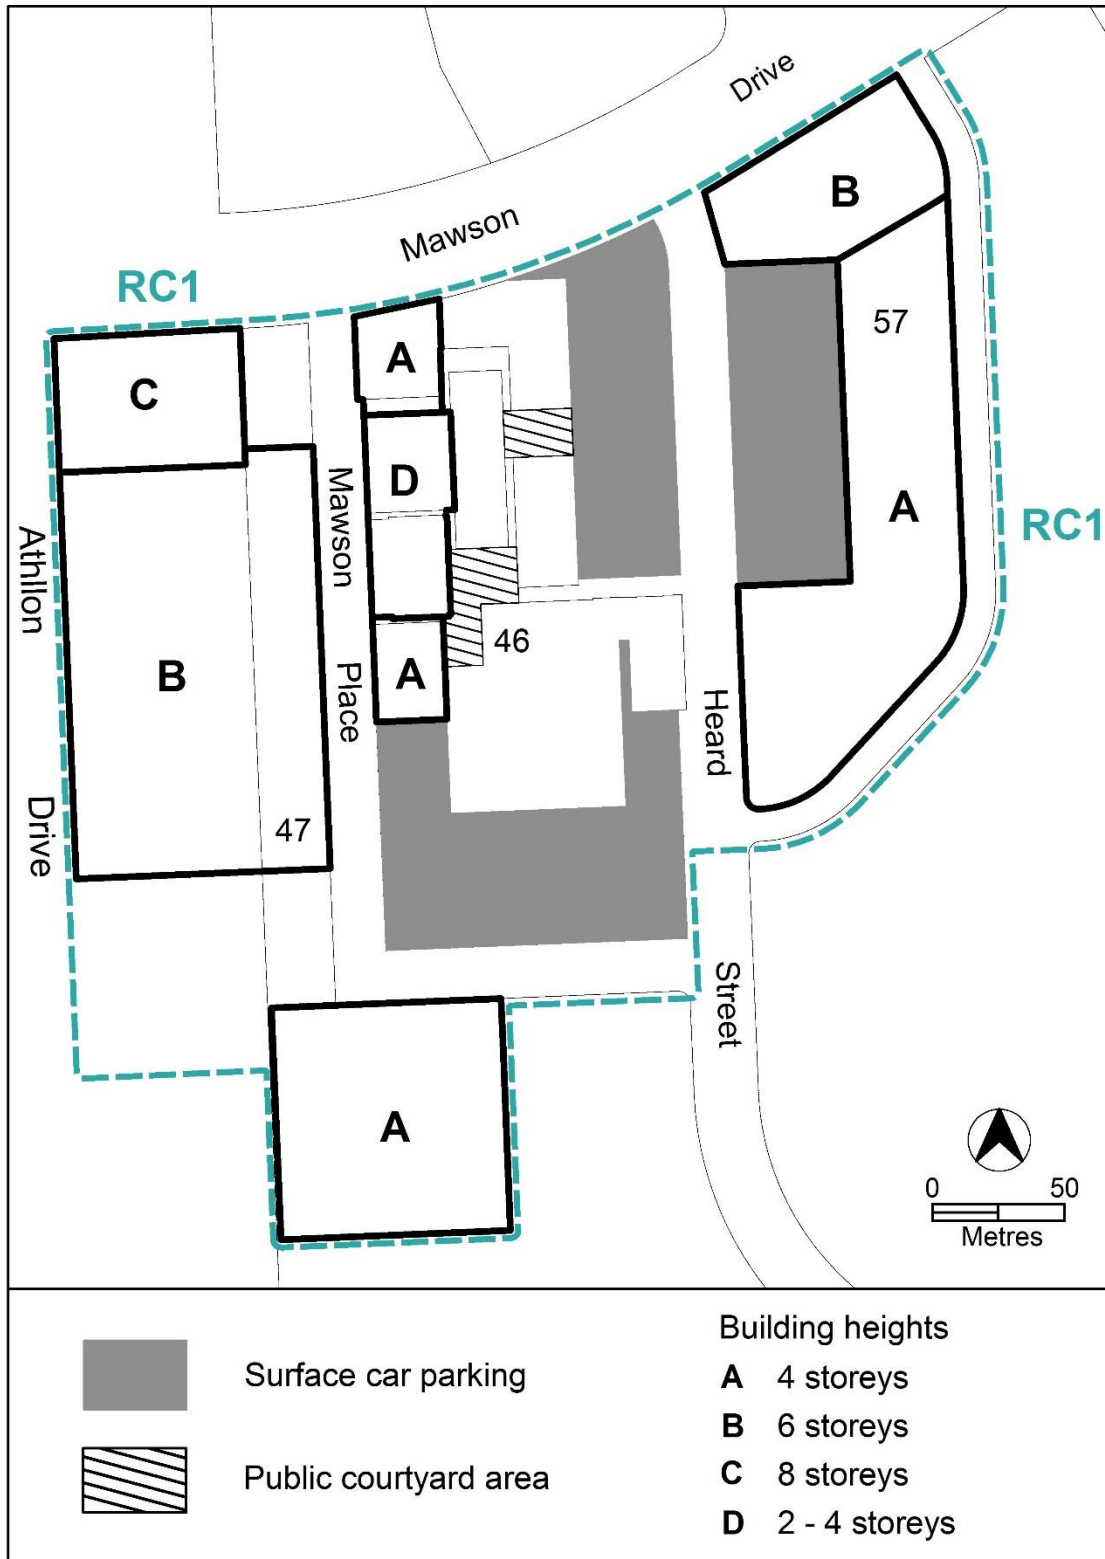 Drive
Mawson
B
RC1
57
A
C
D
Mawson
A
RC1
Athllon
46
B
Place
A
Heard
Drive
47
Street
A
0 50
Metres
Surface car parking
Public courtyard area
Building heights
A 4 storeys
B 6 storeys
C 8 storeys
D 2 - 4 storeys